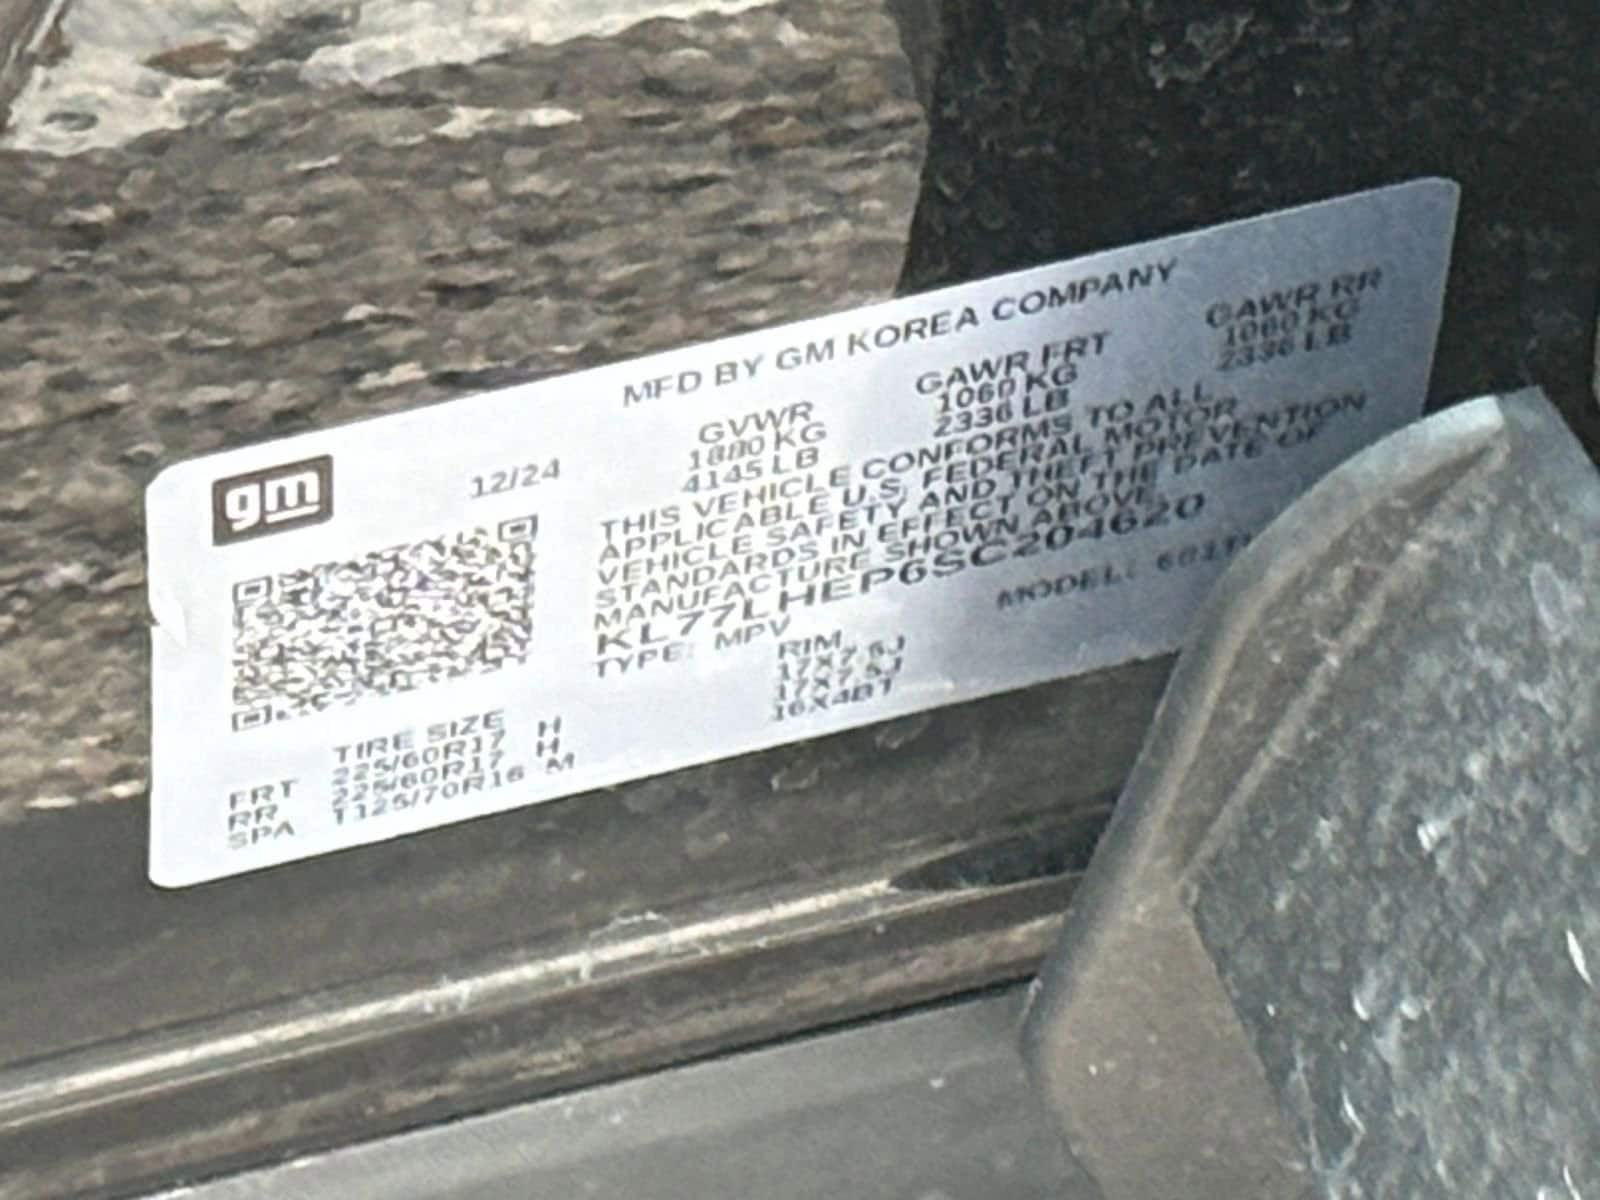 MFD BY GM KOREA COMPANY
gm
12/24
GVWR
1880 KG
4145 LB
GAWR FRT
1060 KG
2336 LB
GAWR RR
1060 KG
2336 LB
THIS VEHICLE CONFORMS TO ALL
APPLICABLE U.S. FEDERAL MOTOR
VEHICLE SAFETY AND THEFT PREVENTION
STANDARDS IN EFFECT ON THE DATE OF
MANUFACTURE SHOWN ABOVE.
KL77LHEP6SC204620
TYPE: MPV
MODEL:
TIRE SIZE
RIM
FRT 225/60R17 H 17X7.5J
RR 225/60R17 H 17X7.5J
SPA T125/70R16 M 16X4BT